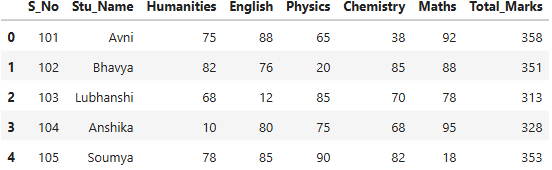 S_No Stu_Name Humanities English Physics Chemistry Maths Total_Marks
0 101 Avni 75 88 65 38 92 358
1 102 Bhavya 82 76 20 85 88 351
2 103 Lubhanshi 68 12 85 70 78 313
3 104 Anshika 10 80 75 68 95 328
4 105 Soumya 78 85 90 82 18 353